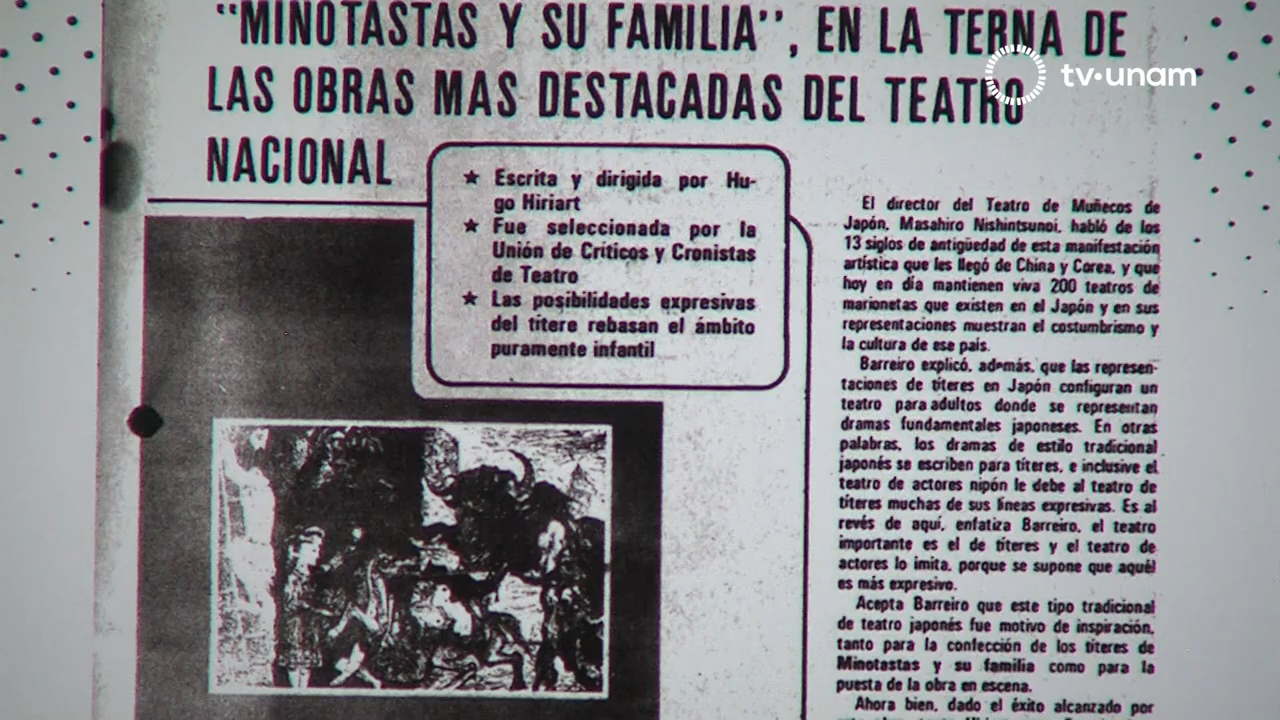 "MINOTASTAS Y SU FAMILIA", EN LA TERNA DE
LAS OBRAS MAS DESTACADAS DEL TEATRO
NACIONAL
tv·unam
★ Escrita y dirigida por Hu-
go Hiriart
★ Fue seleccionada por la
Unión de Críticos y Cronistas
de Teatro
★ Las posibilidades expresivas
del títere rebasan el ámbito
puramente infantil
El director del Teatro de Muñecos de
Japón, Masahiro Nishintsunoi, habló de los
13 siglos de antigüedad de esta manifestación
artística que les llegó de China y Corea, y que
hoy en día mantienen viva 200 teatros de
marionetas que existen en el Japón y en sus
representaciones muestran el costumbrismo y
la cultura de ese país.
Barreiro explicó, además, que las represen-
taciones de títeres en Japón configuran un
teatro para adultos donde se representan
dramas fundamentales japoneses. En otras
palabras, los dramas de estilo tradicional
japonés se escriben para títeres, e inclusive el
teatro de actores nipón le debe al teatro de
títeres muchas de sus líneas expresivas. Es al
revés de aquí, enfatiza Barreiro, el teatro
importante es el de títeres y el teatro de
actores lo imita, porque se supone que aquél
es más expresivo.
Acepta Barreiro que este tipo tradicional
de teatro japonés fue motivo de inspiración,
tanto para la confección de los títeres de
Minotastas y su familia como para la
puesta de la obra en escena.
Ahora bien, dado el éxito alcanzado por